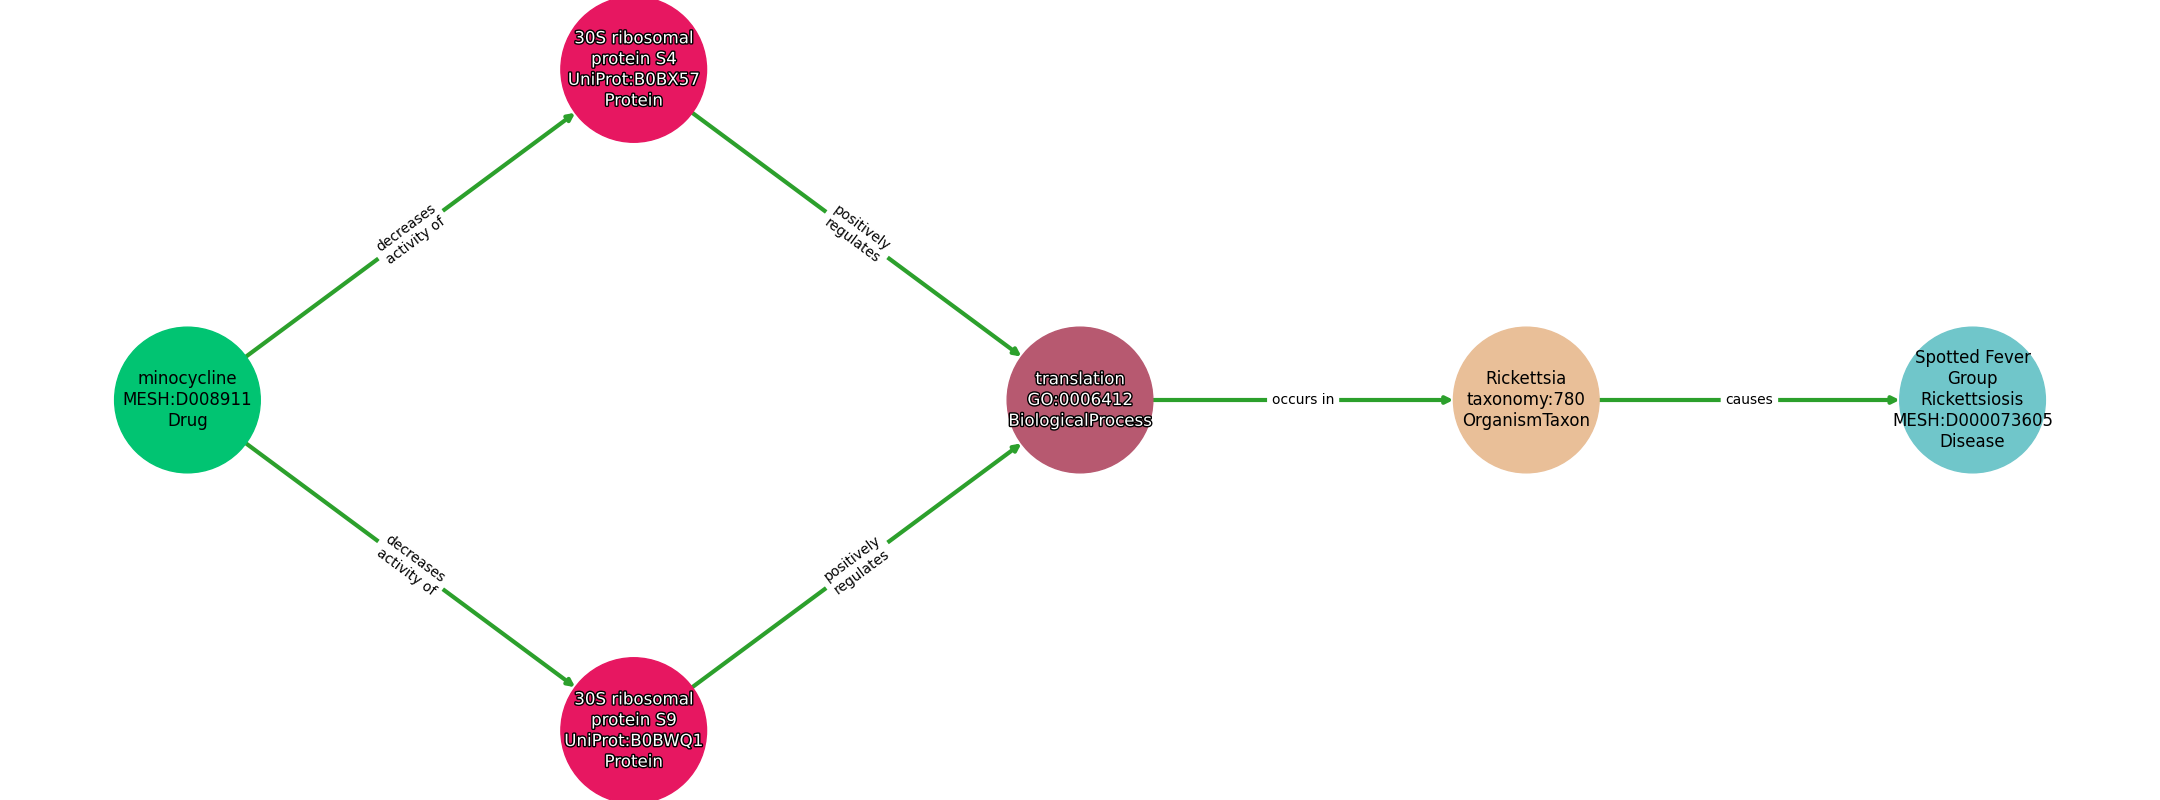 30S ribosomal
protein S4
UniProt:B0BX57
Protein
decreases
activity of
positively
regulates
minocycline
MESH:D008911
Drug
translation
GO:0006412
BiologicalProcess
occurs in
Rickettsia
taxonomy:780
OrganismTaxon
causes
Spotted Fever
Group
Rickettsiosis
MESH:D000073605
Disease
decreases
activity of
positively
regulates
30S ribosomal
protein S9
UniProt:B0BWQ1
Protein